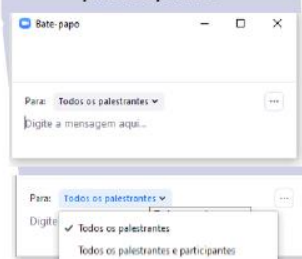 Bate-papo
Para: Todos os palestrantes
Digite a mensagem aqui...
Para: Todos os palestrantes
Digite
Todos os palestrantes
Todos os palestrantes e participantes